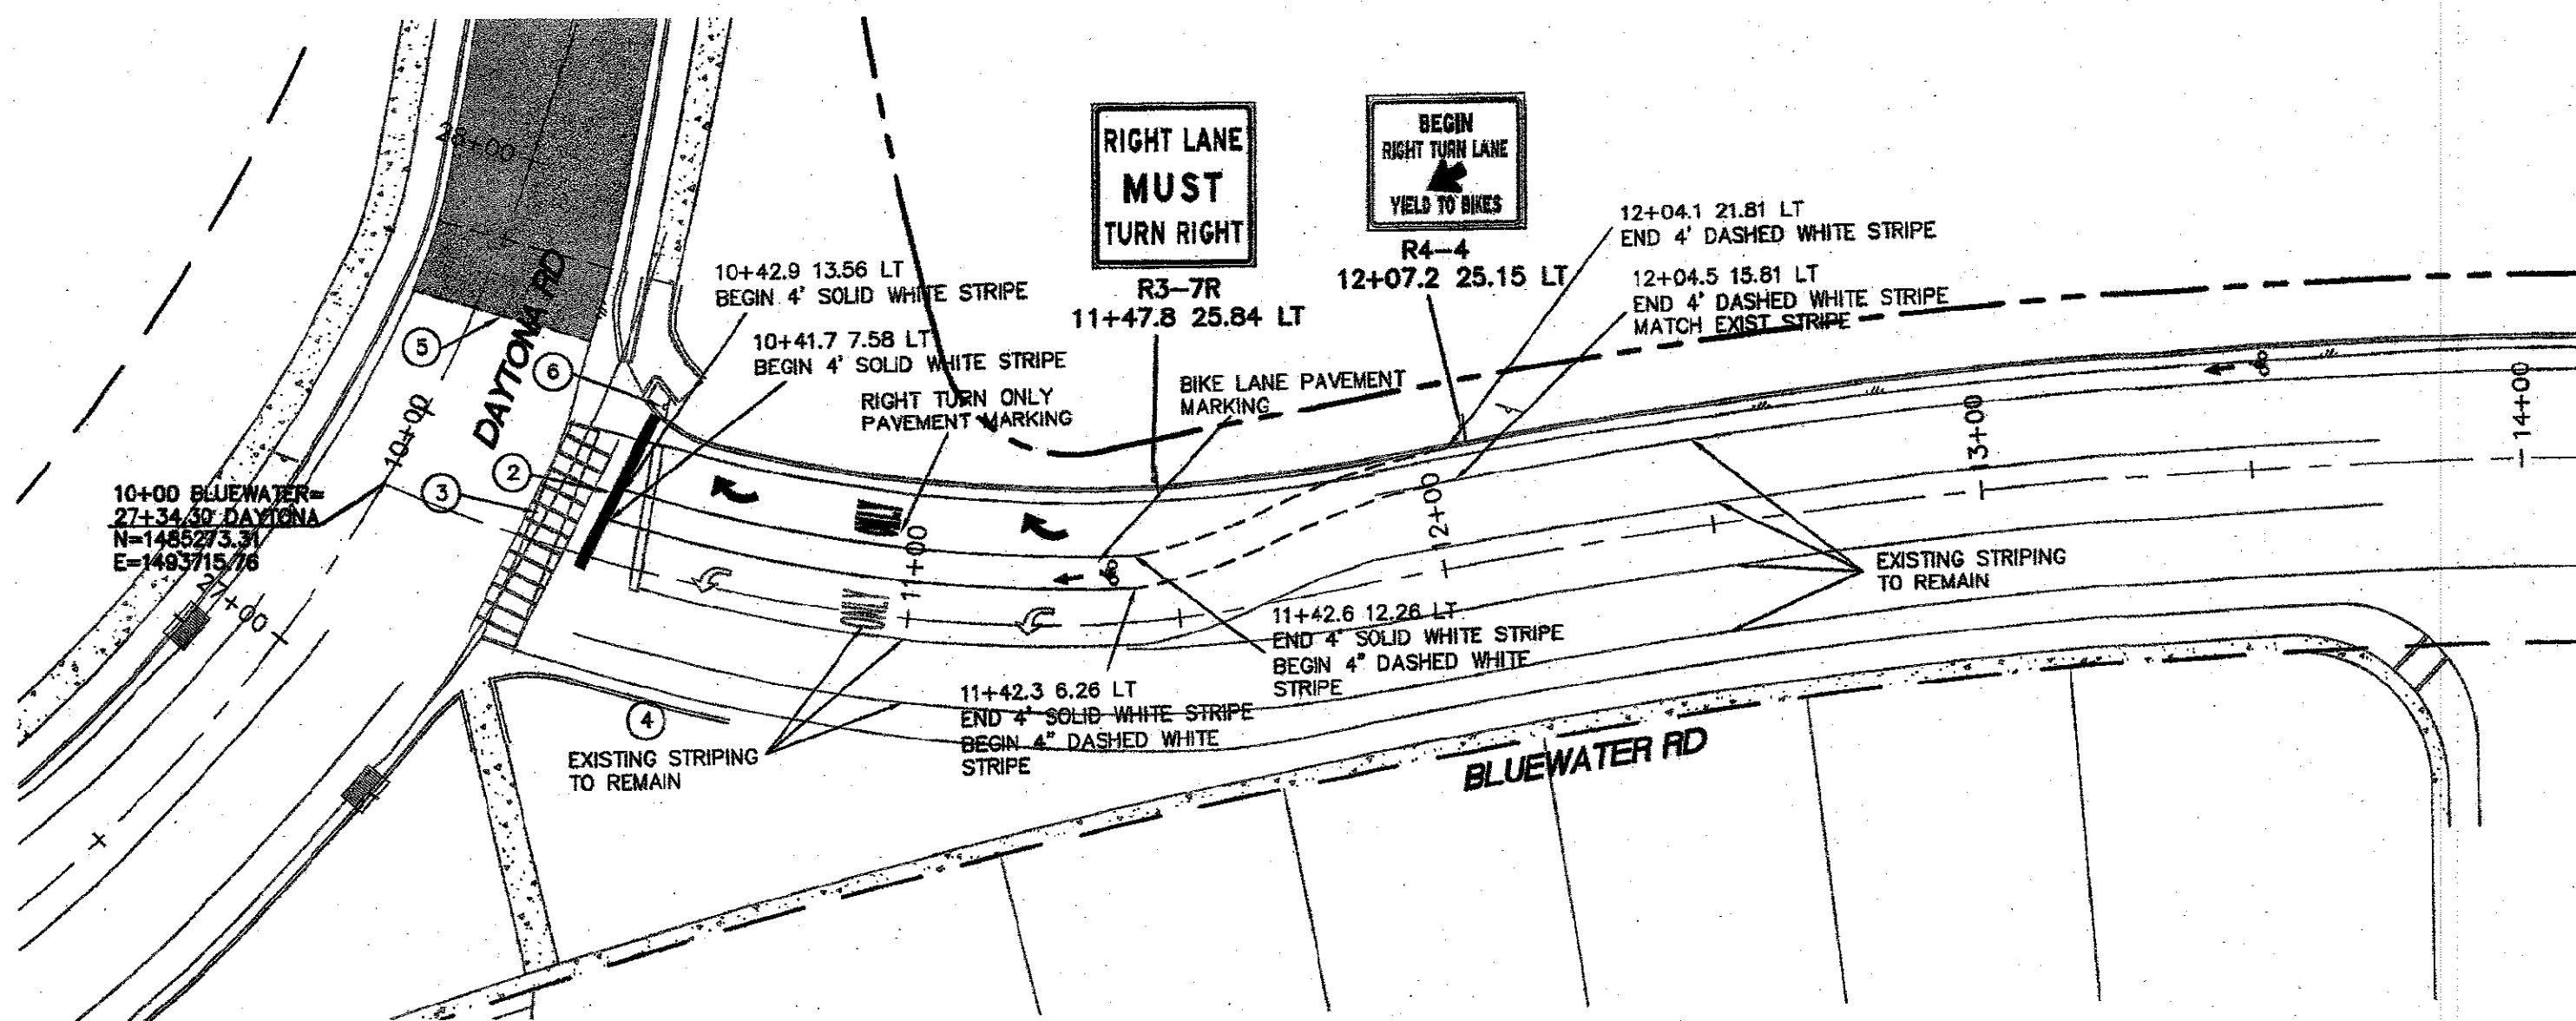 RIGHT LANE
MUST
TURN RIGHT
R3-7R
11+47.8 25.84 LT
BEGIN
RIGHT TURN LANE
YIELD TO BIKES
R4-4
12+07.2 25.15 LT
12+04.1 21.81 LT
END 4' DASHED WHITE STRIPE
12+04.5 15.81 LT
END 4' DASHED WHITE STRIPE
MATCH EXIST STRIPE
28+00
DAYTONA RD
10+42.9 13.56 LT
BEGIN 4' SOLID WHITE STRIPE
10+41.7 7.58 LT
BEGIN 4' SOLID WHITE STRIPE
RIGHT TURN ONLY
PAVEMENT MARKING
BIKE LANE PAVEMENT
MARKING
5
6
2
3
4
10+00
10+00 BLUEWATER=
27+34.30 DAYTONA
N=1485273.31
E=1493715.76
27+00
ONLY
ONLY
11+00
12+00
13+00
14+00
EXISTING STRIPING
TO REMAIN
11+42.6 12.26 LT
END 4' SOLID WHITE STRIPE
BEGIN 4" DASHED WHITE
STRIPE
11+42.3 6.26 LT
END 4' SOLID WHITE STRIPE
BEGIN 4" DASHED WHITE
STRIPE
EXISTING STRIPING
TO REMAIN
BLUEWATER RD